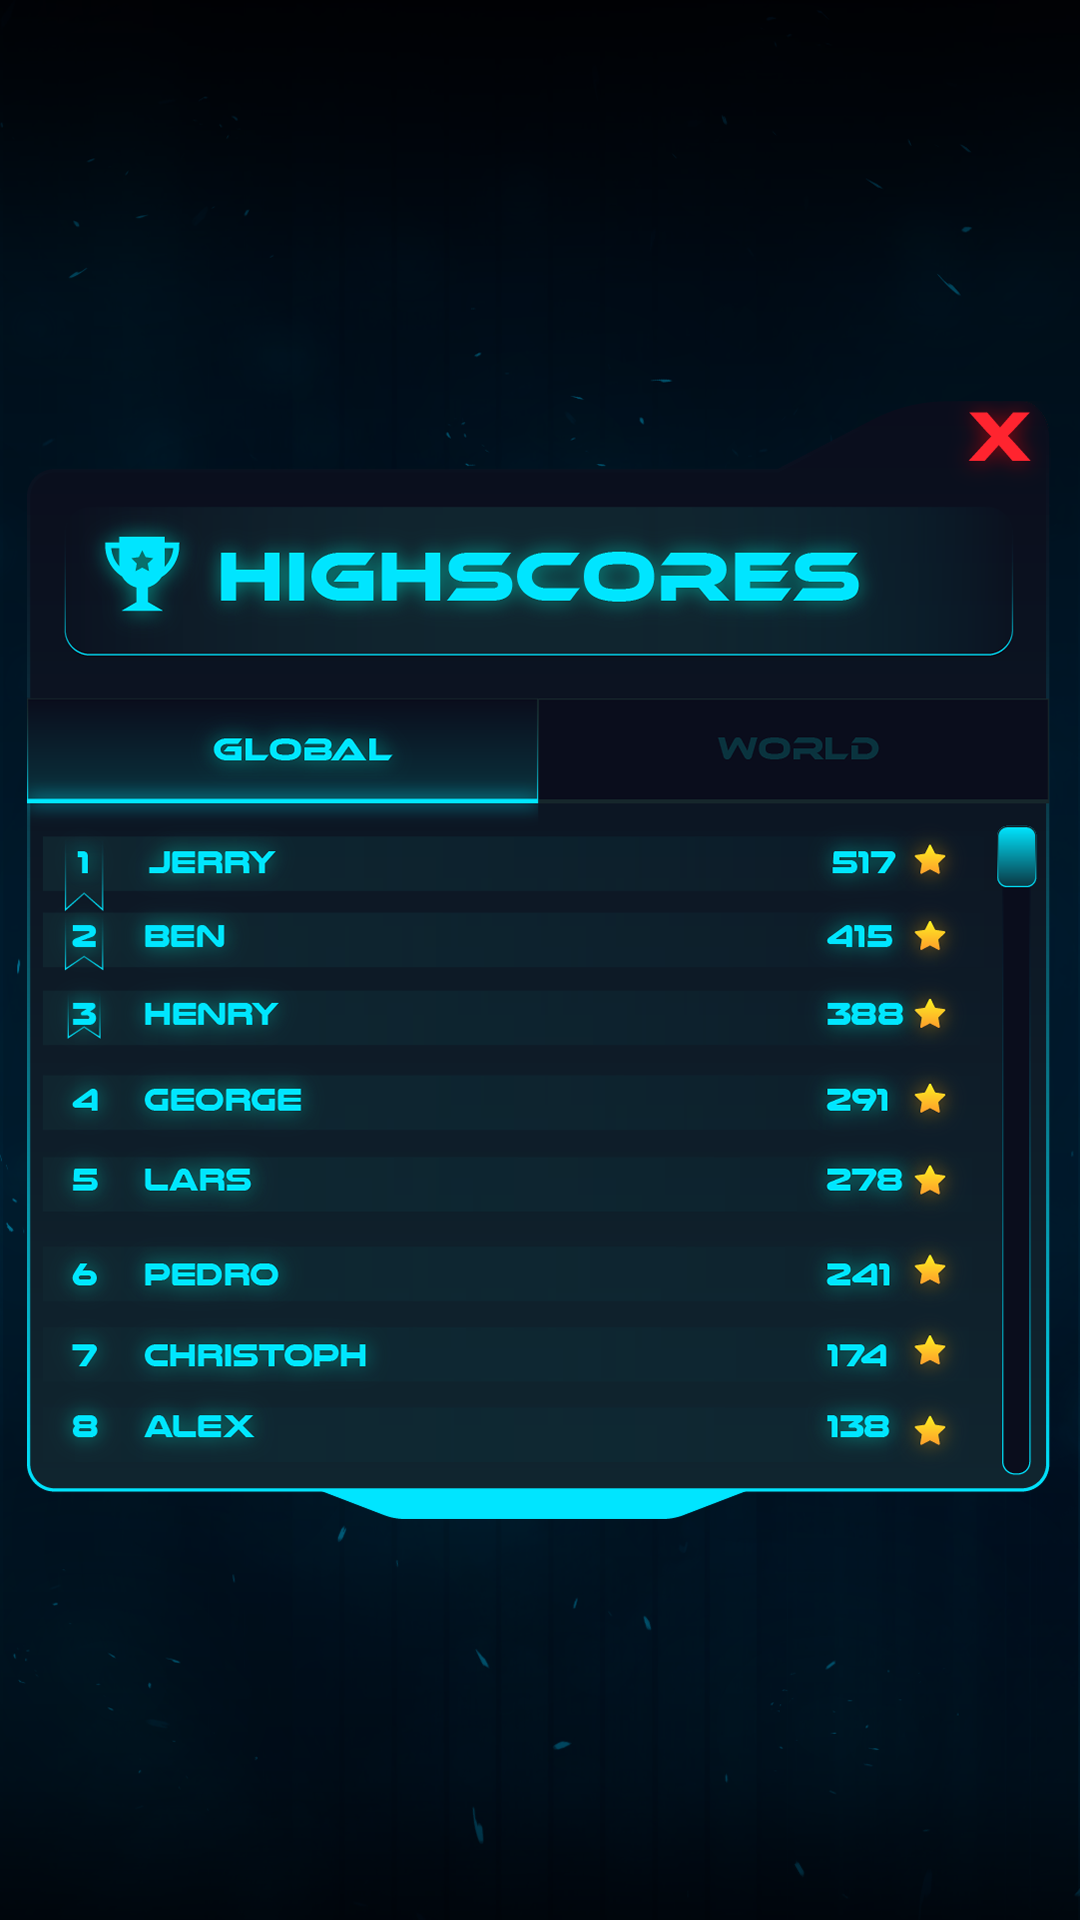 X
HIGHSCORES
GLOBAL WORLD
1 JERRY 517
2 BEN 415
3 HENRY 388
4 GEORGE 291
5 LARS 278
6 PEDRO 241
7 CHRISTOPH 174
8 ALEX 138